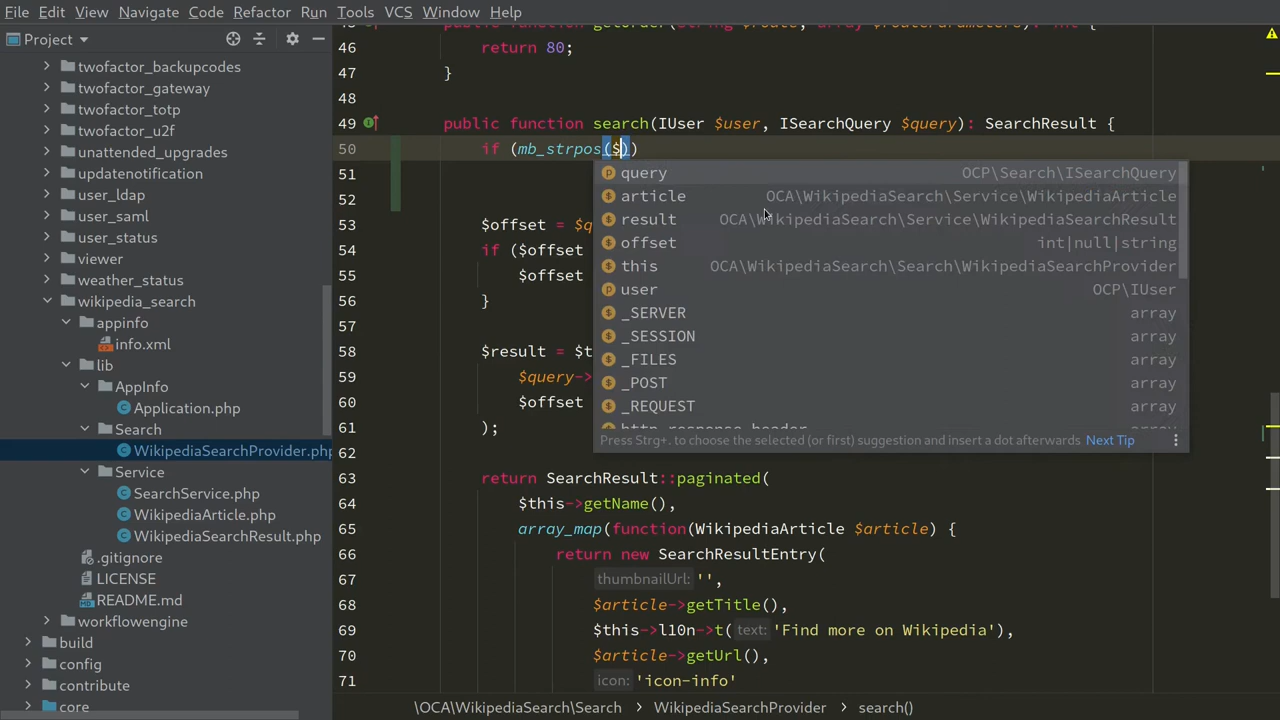 File Edit View Navigate Code Refactor Run Tools VCS Window Help
Project
twofactor_backupcodes
twofactor_gateway
twofactor_totp
twofactor_u2f
unattended_upgrades
updatenotification
user_ldap
user_saml
user_status
viewer
weather_status
wikipedia_search
appinfo
info.xml
lib
AppInfo
Application.php
Search
WikipediaSearchProvider.php
Service
SearchService.php
WikipediaArticle.php
WikipediaSearchResult.php
.gitignore
LICENSE
README.md
workflowengine
build
config
contribute
core
46 return 80;
47 }
48
49 public function search(IUser $user, ISearchQuery $query): SearchResult {
50 if (mb_strpos($))
51
52
53 $offset = $q
54 if ($offset
55 $offset
56 }
57
58 $result = $t
59 $query->
60 $offset
61 );
62
63 return SearchResult::paginated(
64 $this->getName(),
65 array_map(function(WikipediaArticle $article) {
66 return new SearchResultEntry(
67 thumbnailUrl: '',
68 $article->getTitle(),
69 $this->l10n->t( text: 'Find more on Wikipedia'),
70 $article->getUrl(),
71 icon: 'icon-info'
query OCP\Search\ISearchQuery
article OCA\WikipediaSearch\Service\WikipediaArticle
result OCA\WikipediaSearch\Service\WikipediaSearchResult
offset int|null|string
this OCA\WikipediaSearch\Search\WikipediaSearchProvider
user OCP\IUser
_SERVER array
_SESSION array
_FILES array
_POST array
_REQUEST array
Press Strg+. to choose the selected (or first) suggestion and insert a dot afterwards Next Tip
\OCA\WikipediaSearch\Search WikipediaSearchProvider search()